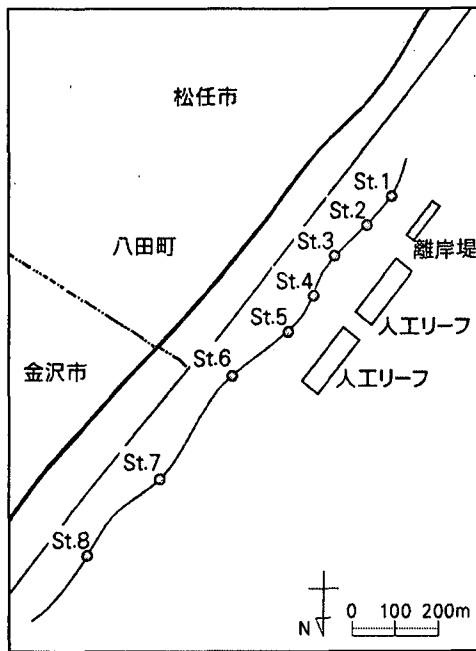 松任市
八田町
金沢市
St.1
St.2
St.3
St.4
St.5
St.6
St.7
St.8
離岸堤
人工リーフ
人工リーフ
N
0 100 200m